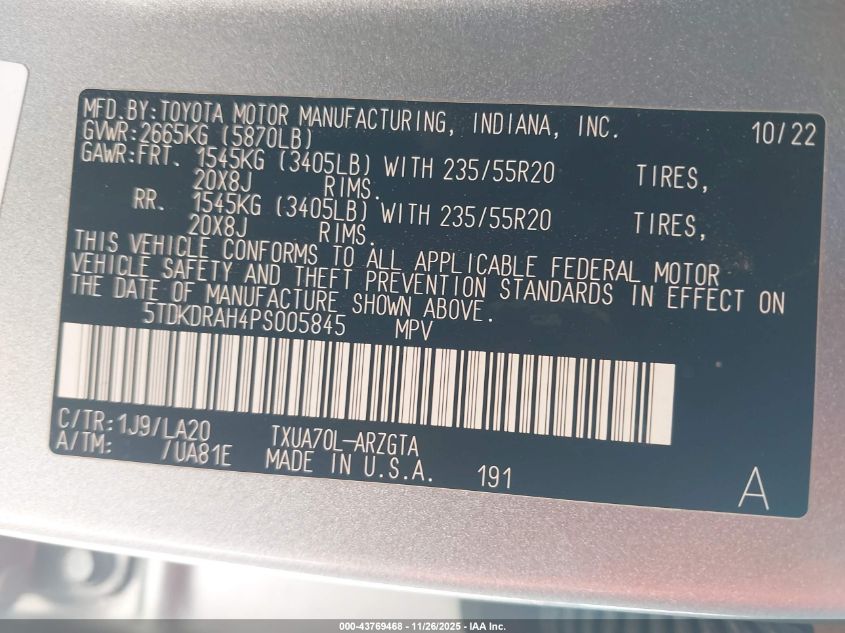 MFD.BY:TOYOTA MOTOR MANUFACTURING, INDIANA, INC. 10/22
GVWR:2665KG (5870LB)
GAWR:FRT. 1545KG (3405LB) WITH 235/55R20 TIRES,
20X8J RIMS.
RR. 1545KG (3405LB) WITH 235/55R20 TIRES,
20X8J RIMS.
THIS VEHICLE CONFORMS TO ALL APPLICABLE FEDERAL MOTOR
VEHICLE SAFETY AND THEFT PREVENTION STANDARDS IN EFFECT ON
THE DATE OF MANUFACTURE SHOWN ABOVE.
5TDKDRAH4PS005845 MPV
C/TR:1J9/LA20 TXUA70L-ARZGTA
A/TM: /UA81E MADE IN U.S.A. 191 A
000-43769468 - 11/26/2025 - IAA Inc.